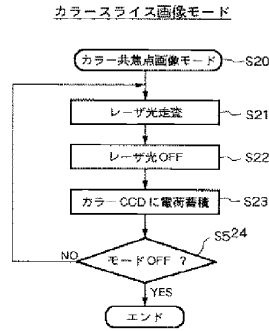 カラースライス画像モード
カラー共焦点画像モード
S20
レーザ光走査
S21
レーザ光OFF
S22
カラーCCDに電荷蓄積
S23
S524
モードOFF ?
NO
YES
エンド